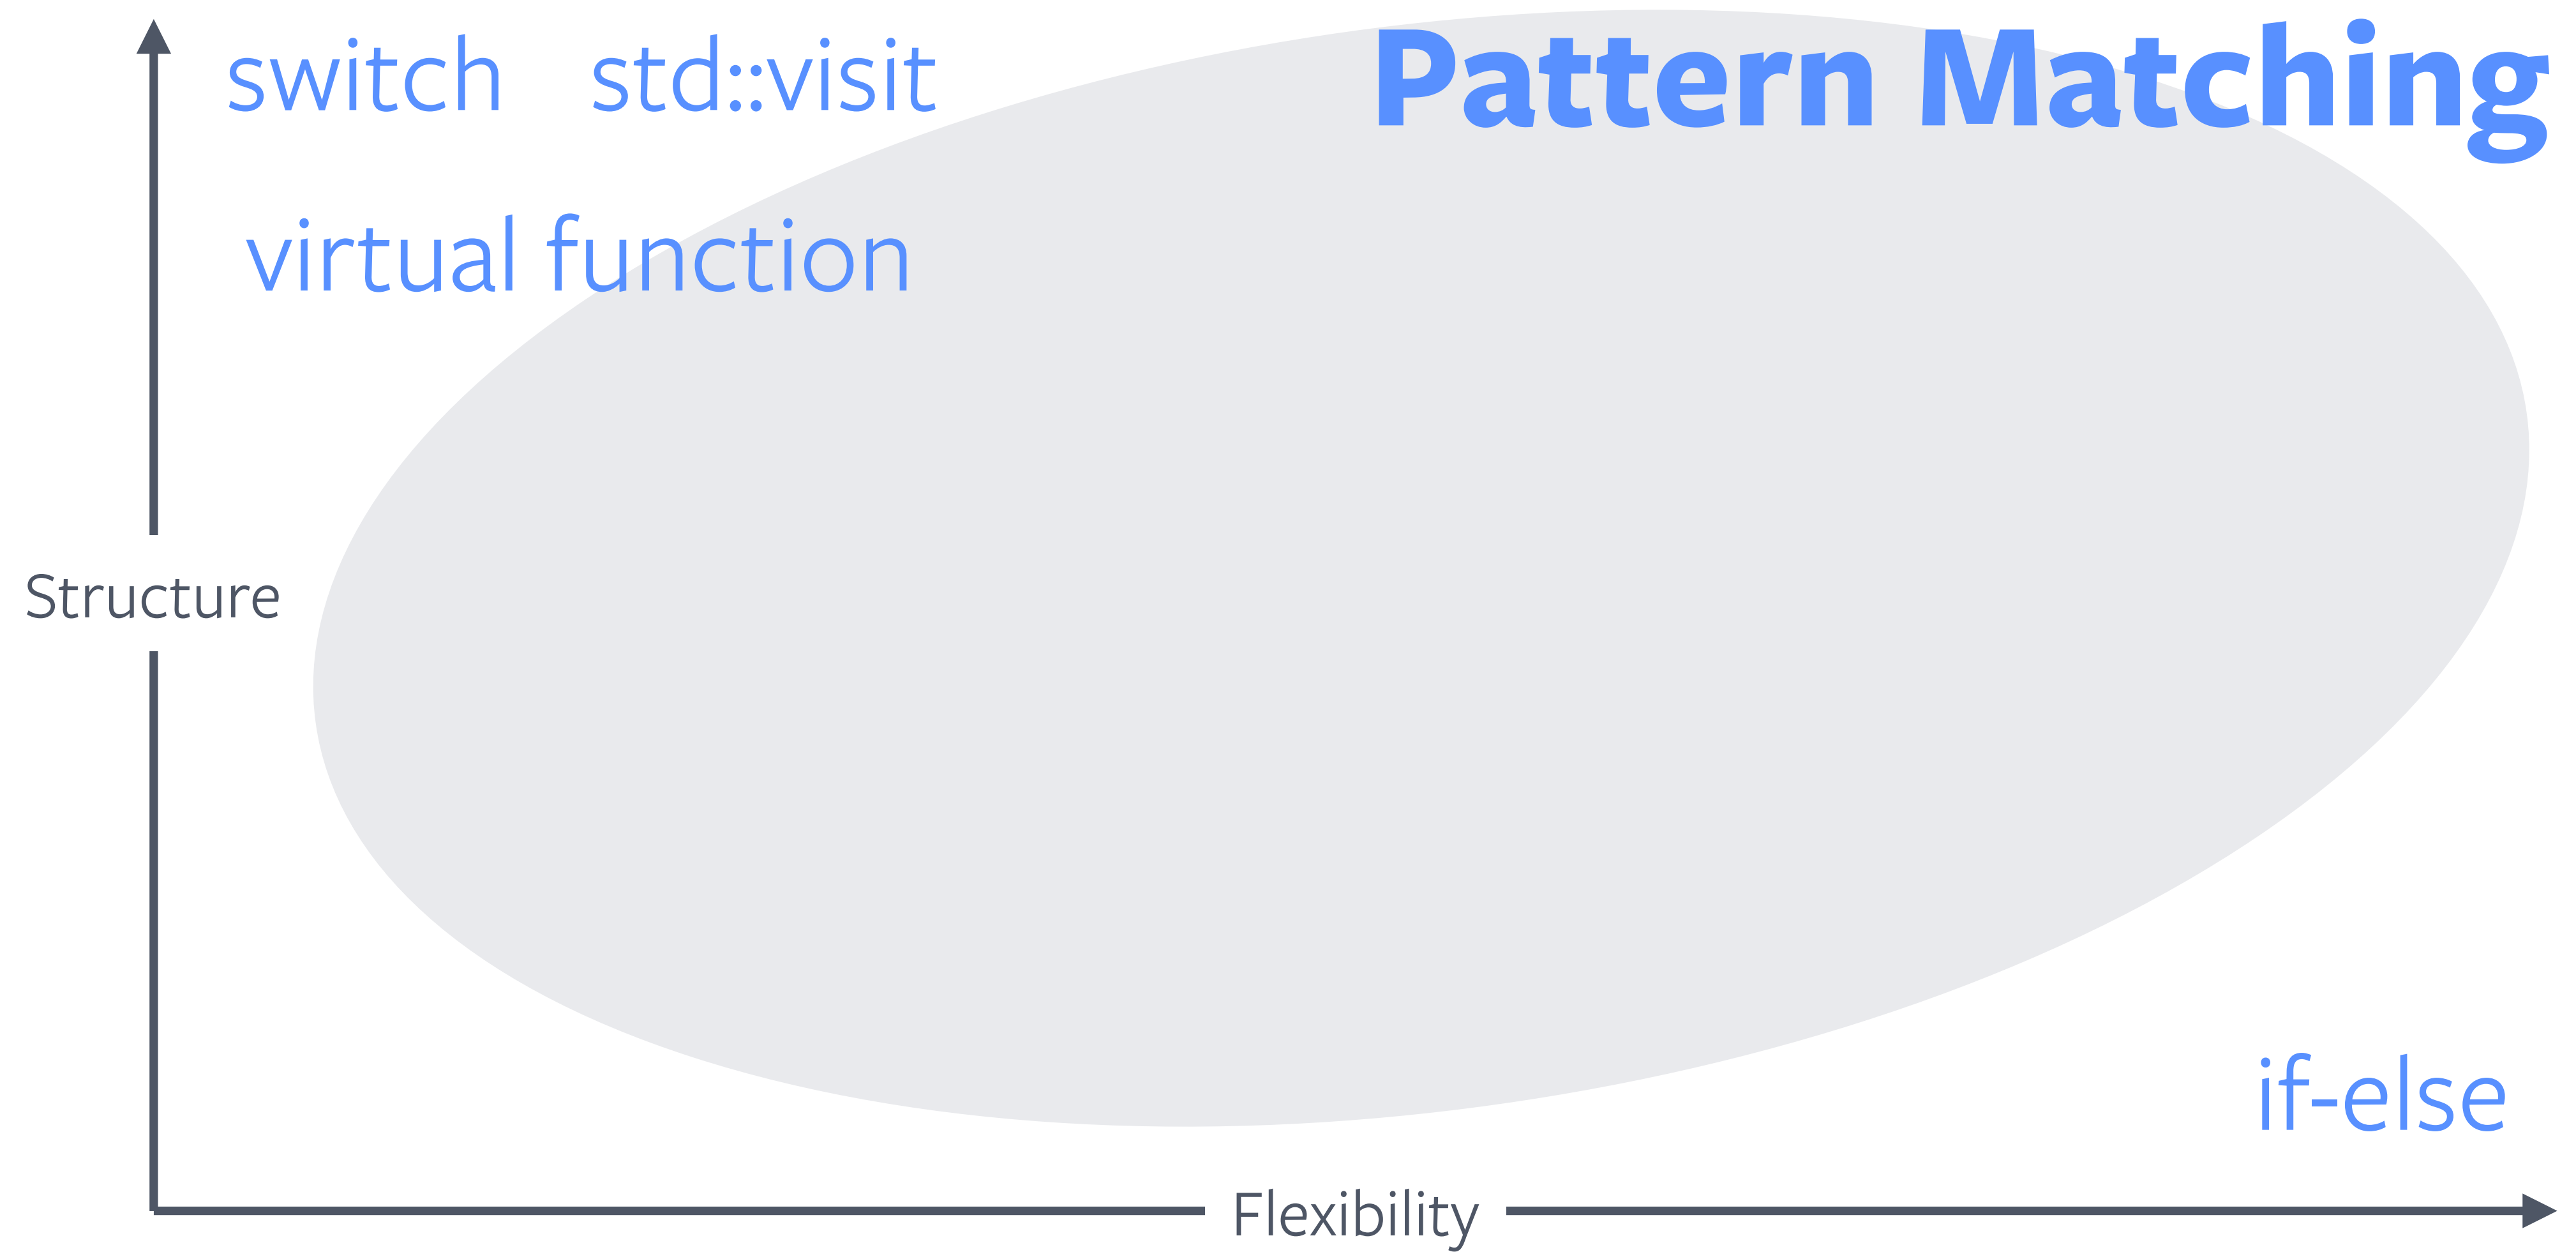 switch std::visit
Pattern Matching
virtual function
Structure
if-else
Flexibility